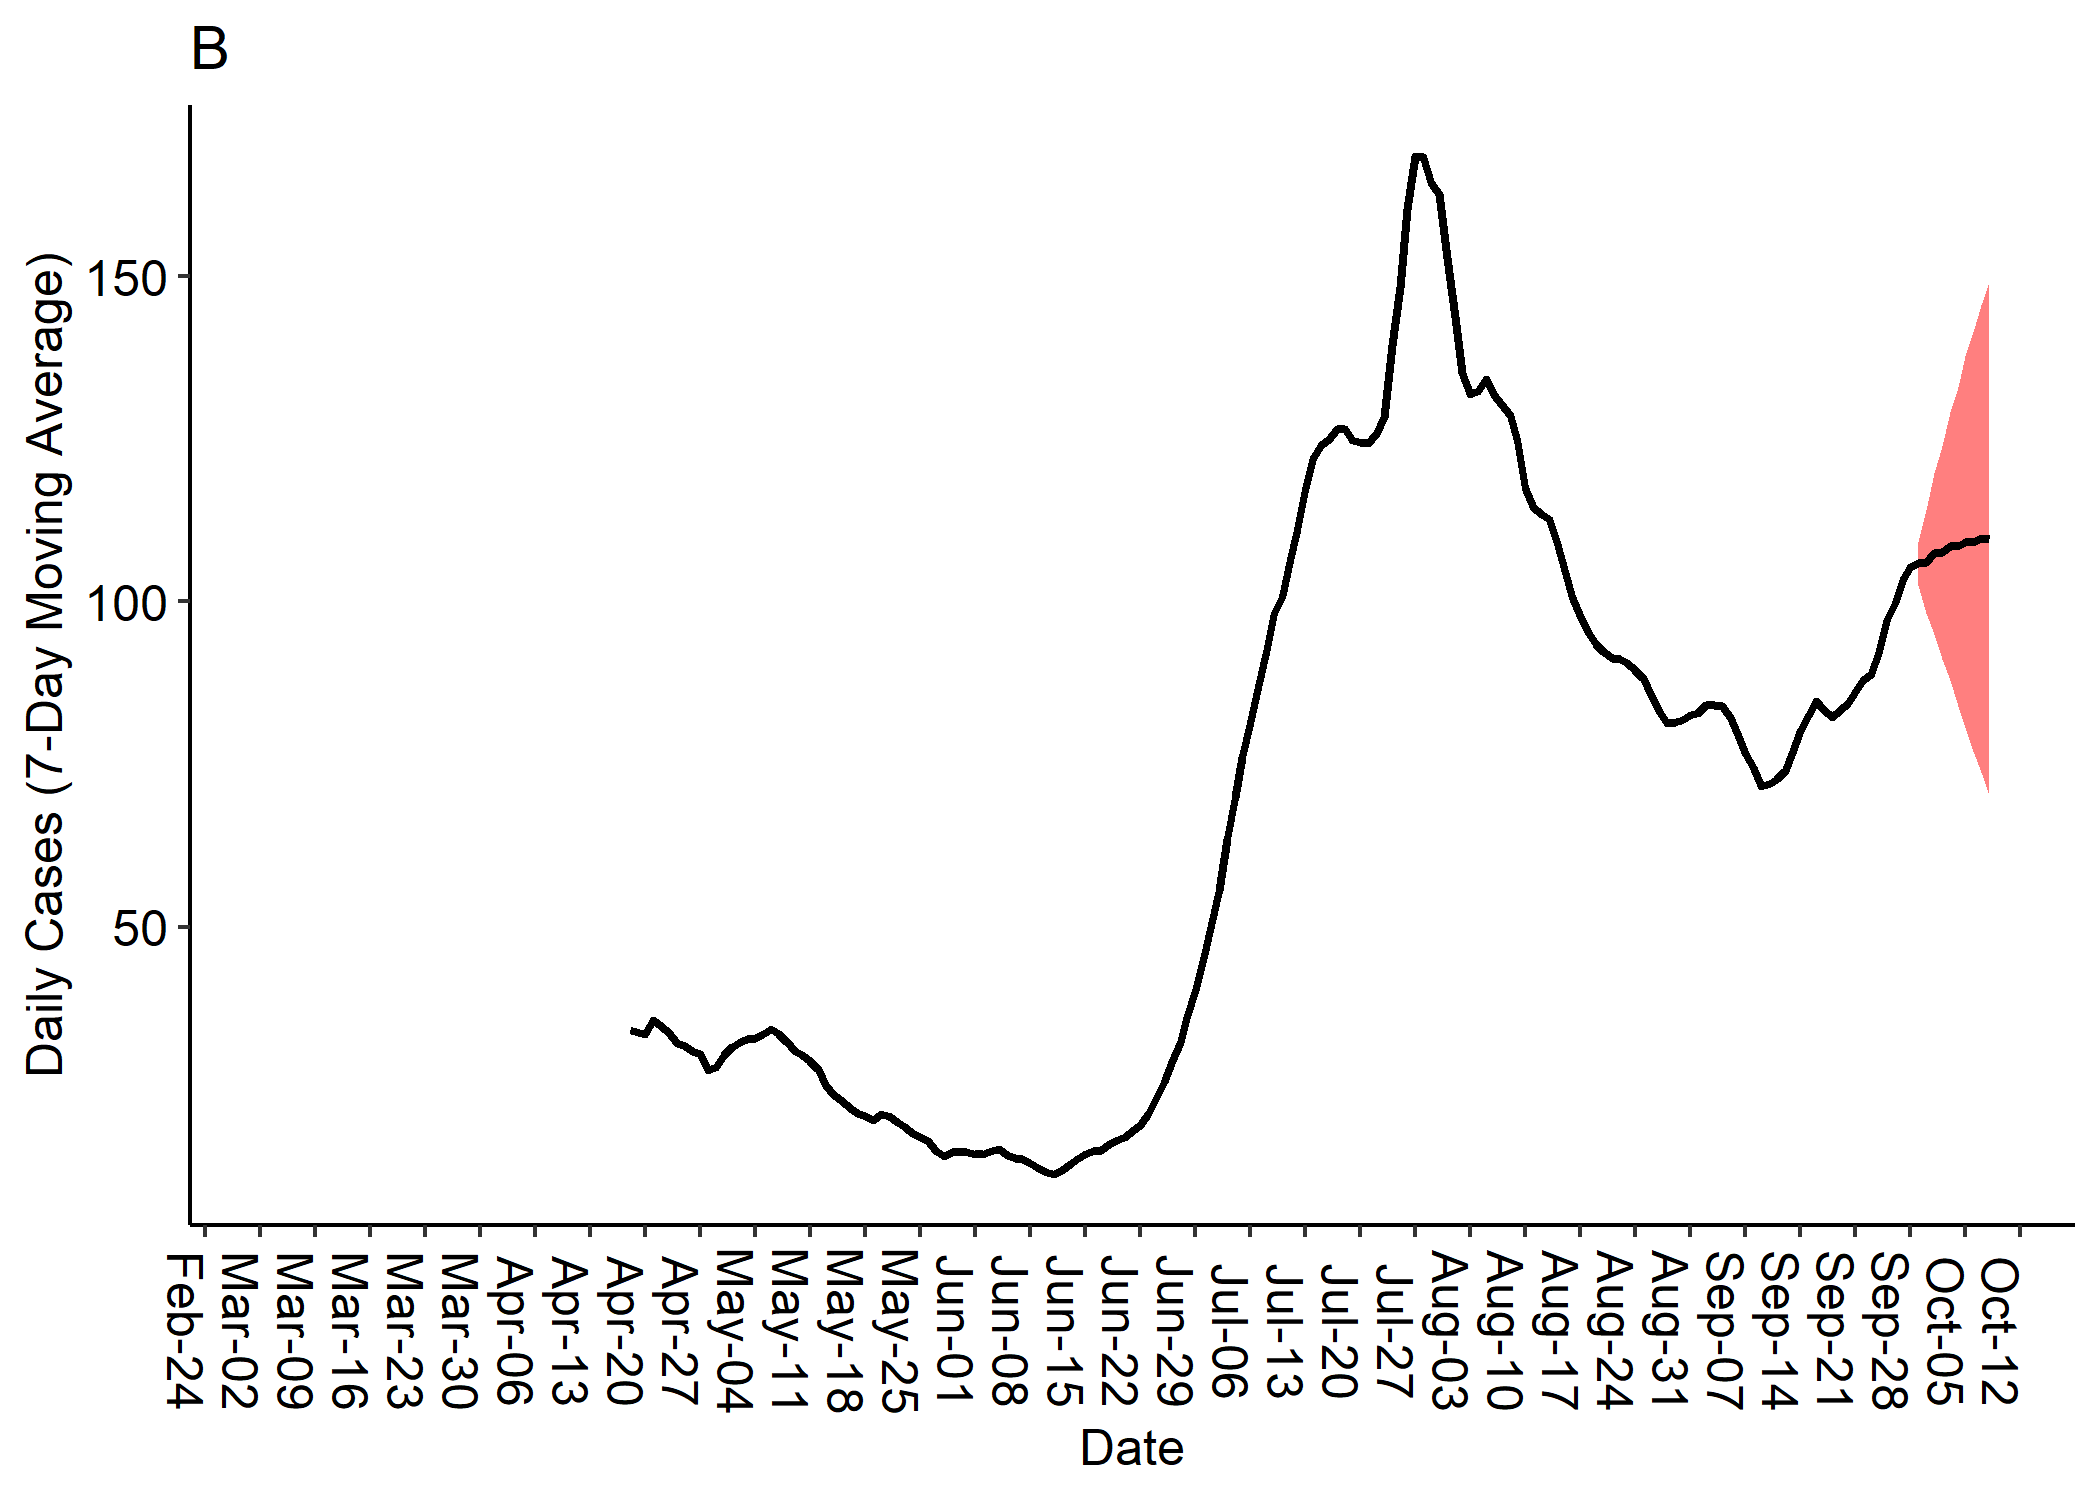 B
Daily Cases (7-Day Moving Average)
150
100
50
Feb-24
Mar-02
Mar-09
Mar-16
Mar-23
Mar-30
Apr-06
Apr-13
Apr-20
Apr-27
May-04
May-11
May-18
May-25
Jun-01
Jun-08
Jun-15
Jun-22
Jun-29
Jul-06
Jul-13
Jul-20
Jul-27
Aug-03
Aug-10
Aug-17
Aug-24
Aug-31
Sep-07
Sep-14
Sep-21
Sep-28
Oct-05
Oct-12
Date